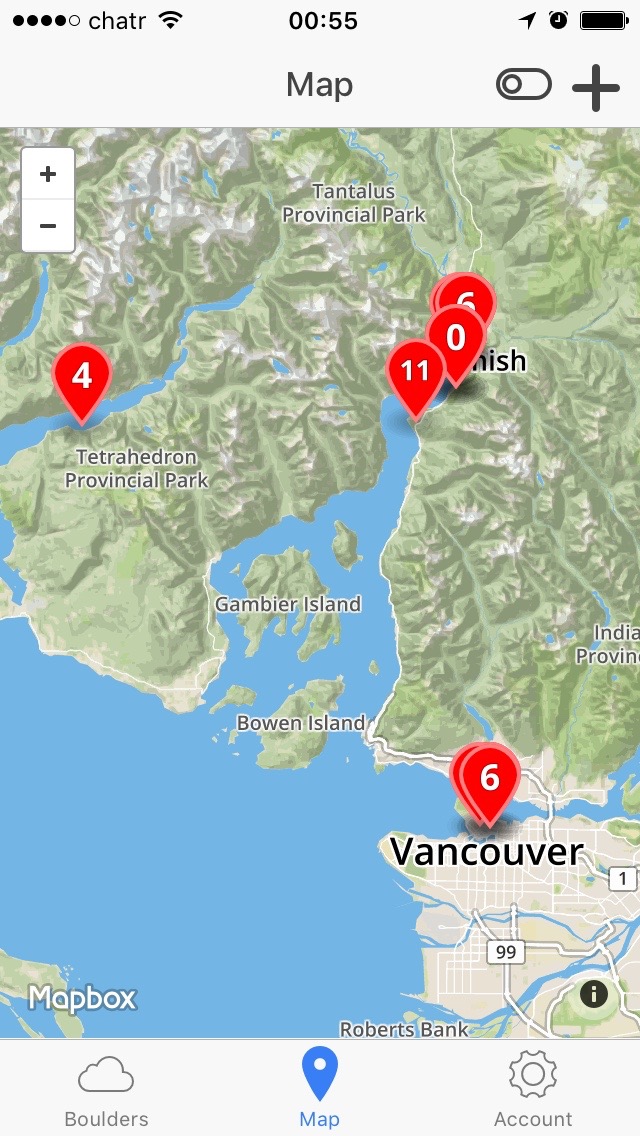 chatr
00:55
Map
+
−
Tantalus
Provincial Park
6
0
nish
11
4
Tetrahedron
Provincial Park
Gambier Island
India
Provinc
Bowen Island
6
Vancouver
1
99
i
Mapbox
Roberts Bank
Boulders
Map
Account